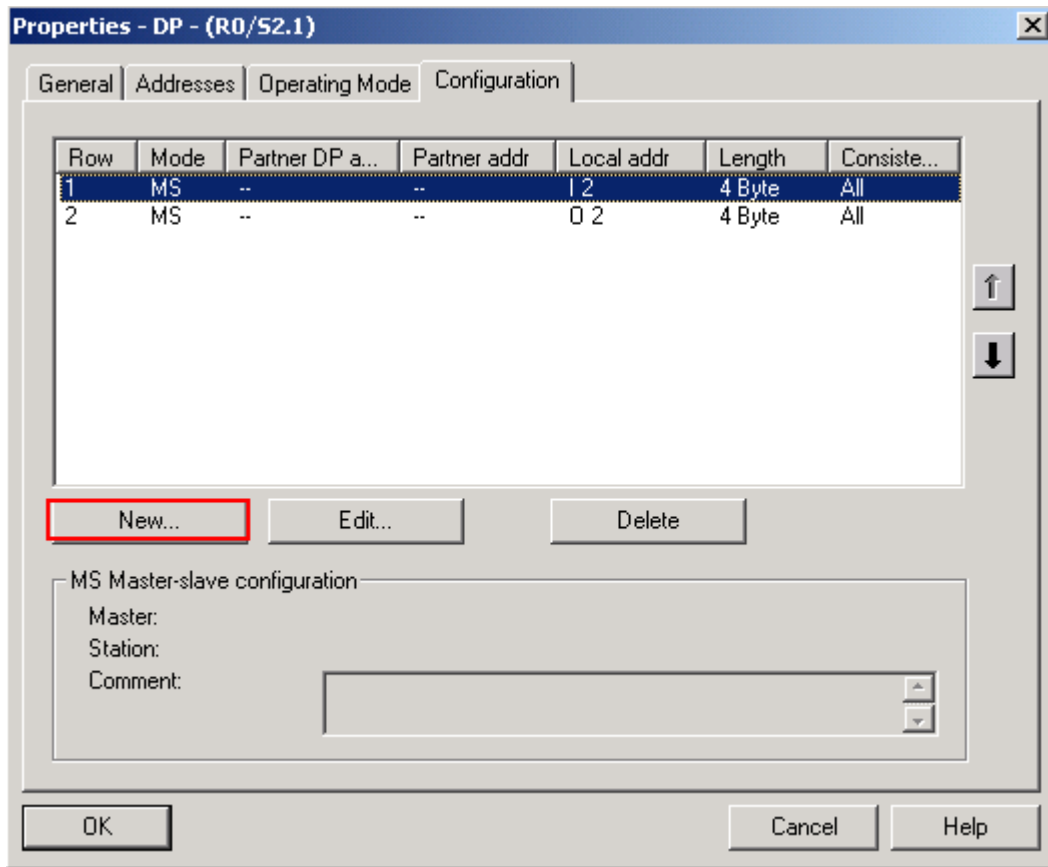 Properties - DP - (R0/S2.1)
General Addresses Operating Mode Configuration
Row Mode Partner DP a... Partner addr Local addr Length Consiste...
1 MS -- -- I 2 4 Byte All
2 MS -- -- O 2 4 Byte All
New... Edit... Delete
MS Master-slave configuration
Master:
Station:
Comment:
OK Cancel Help